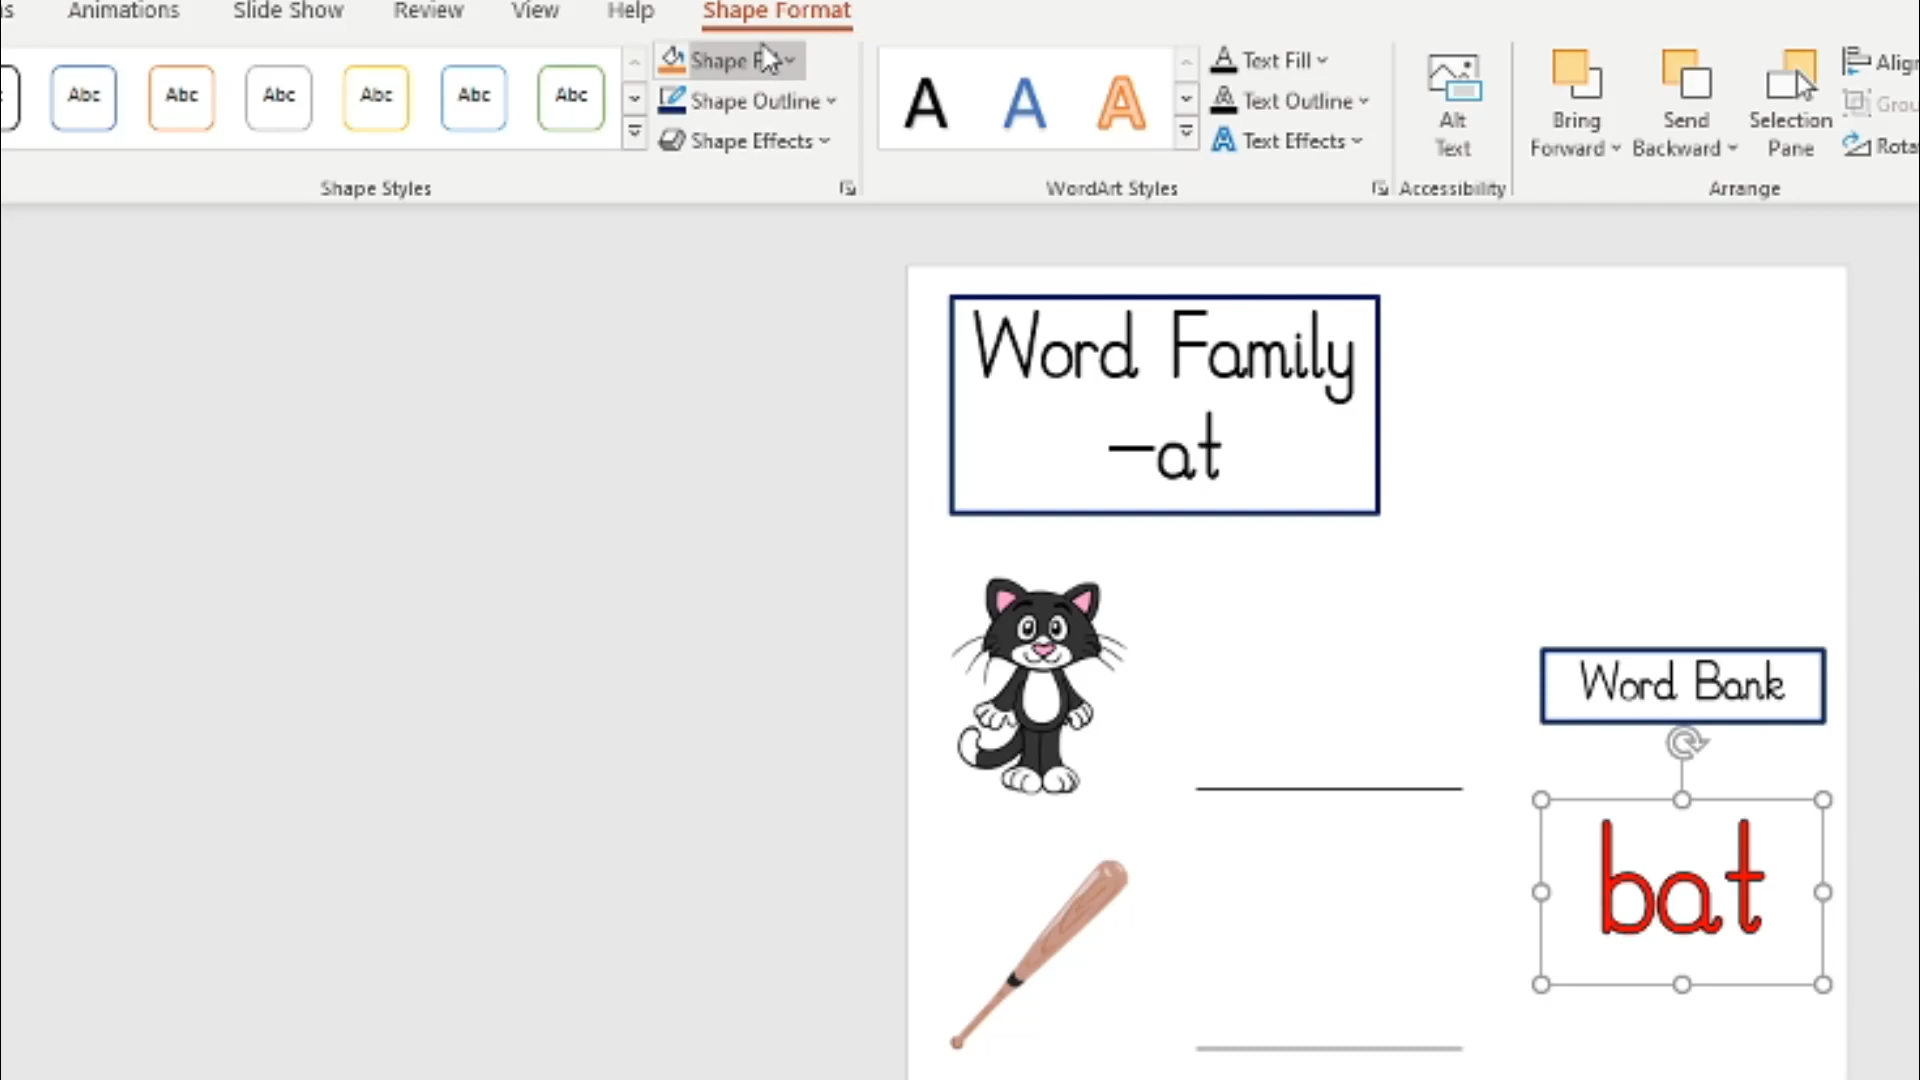 Animations Slide Show Review View Help Shape Format
Abc Abc Abc Abc Abc Abc
Shape
Shape Outline
Shape Effects
Shape Styles
A A A
Text Fill
Text Outline
Text Effects
WordArt Styles
Alt
Text
Accessibility
Bring
Forward
Send
Backward
Selection
Pane
Arrange
Word Family
-at
Word Bank
bat